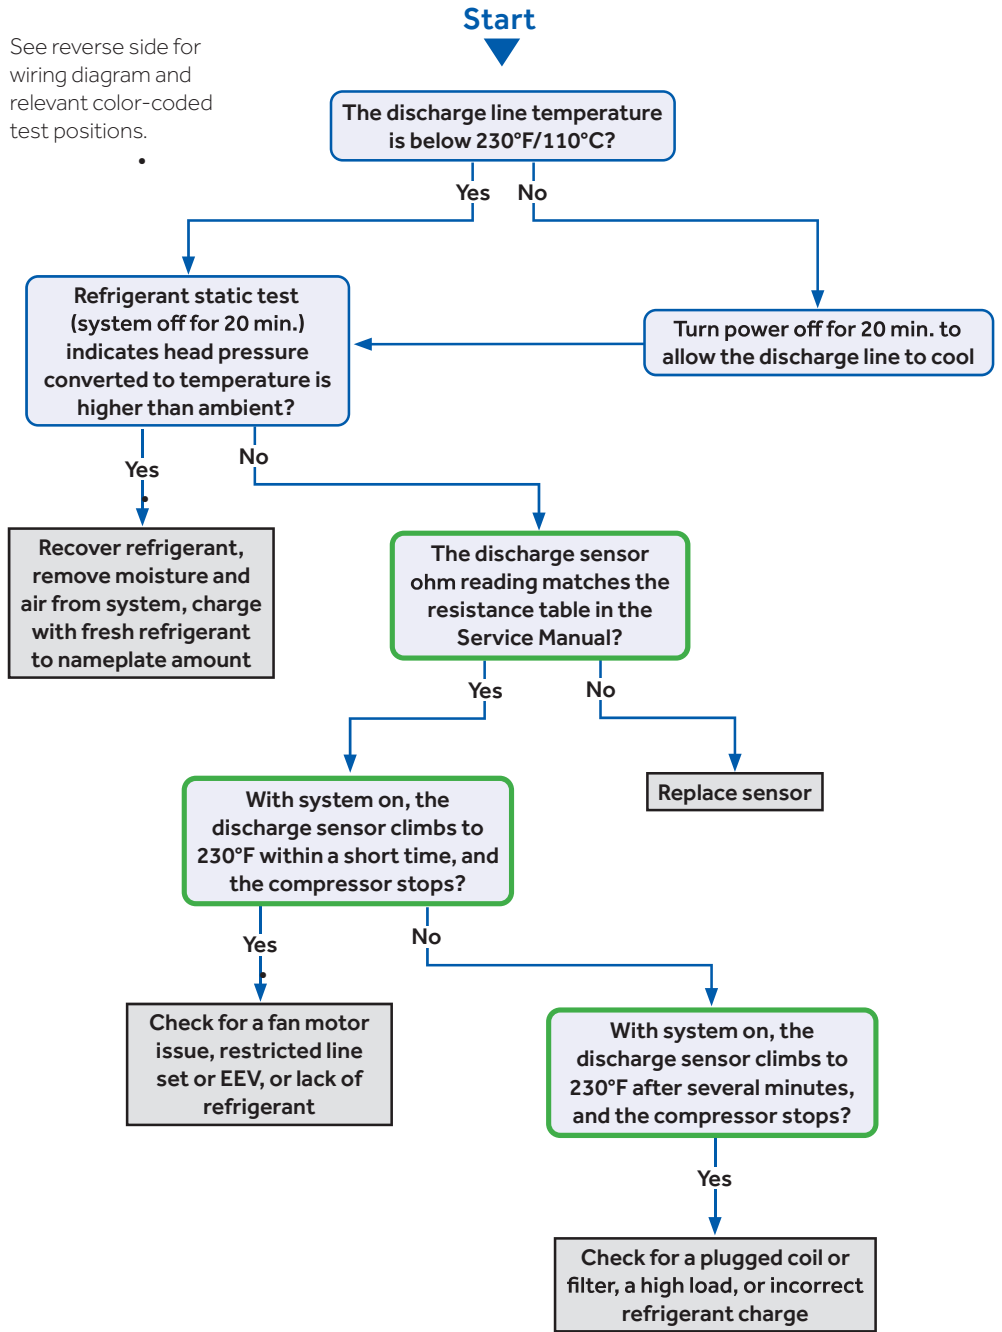 Start
See reverse side for
wiring diagram and
relevant color-coded
test positions.
The discharge line temperature
is below 230°F/110°C?
Yes
No
Refrigerant static test
(system off for 20 min.)
indicates head pressure
converted to temperature is
higher than ambient?
Turn power off for 20 min. to
allow the discharge line to cool
Yes
No
Recover refrigerant,
remove moisture and
air from system, charge
with fresh refrigerant
to nameplate amount
The discharge sensor
ohm reading matches the
resistance table in the
Service Manual?
Yes
No
Replace sensor
With system on, the
discharge sensor climbs to
230°F within a short time, and
the compressor stops?
Yes
No
Check for a fan motor
issue, restricted line
set or EEV, or lack of
refrigerant
With system on, the
discharge sensor climbs to
230°F after several minutes,
and the compressor stops?
Yes
Check for a plugged coil or
filter, a high load, or incorrect
refrigerant charge